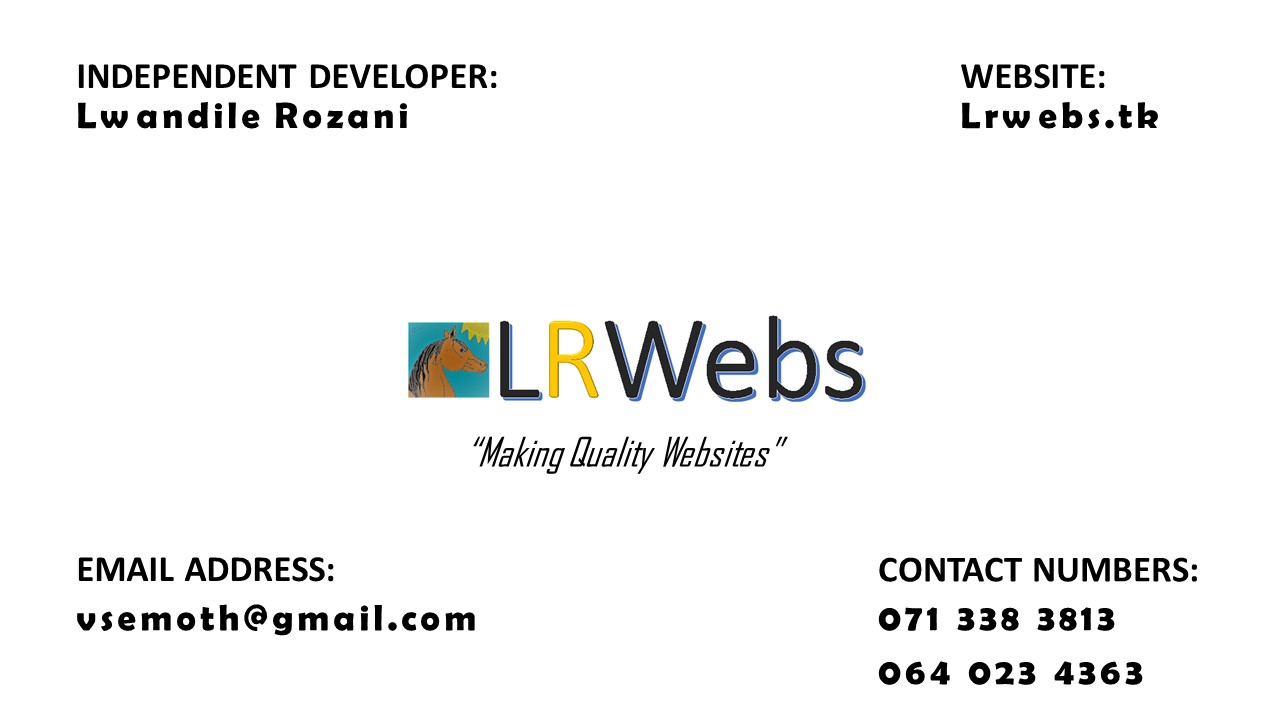 INDEPENDENT DEVELOPER:
Lwandile Rozani
WEBSITE:
Lrwebs.tk
LRWebs
“Making Quality Websites”
EMAIL ADDRESS:
vsemoth@gmail.com
CONTACT NUMBERS:
071 338 3813
064 023 4363